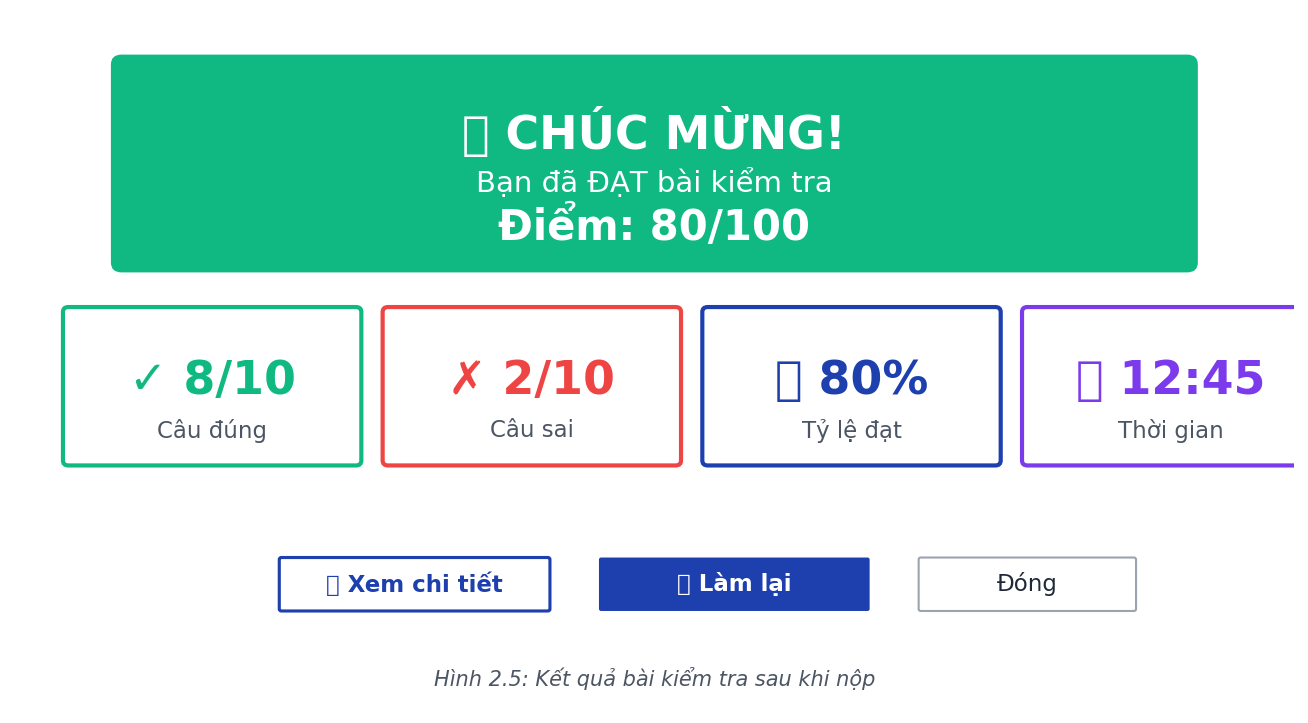 CHÚC MỪNG!
Bạn đã ĐẠT bài kiểm tra
Điểm: 80/100
✓ 8/10
Câu đúng
✗ 2/10
Câu sai
80%
Tỷ lệ đạt
12:45
Thời gian
Xem chi tiết
Làm lại
Đóng
Hình 2.5: Kết quả bài kiểm tra sau khi nộp